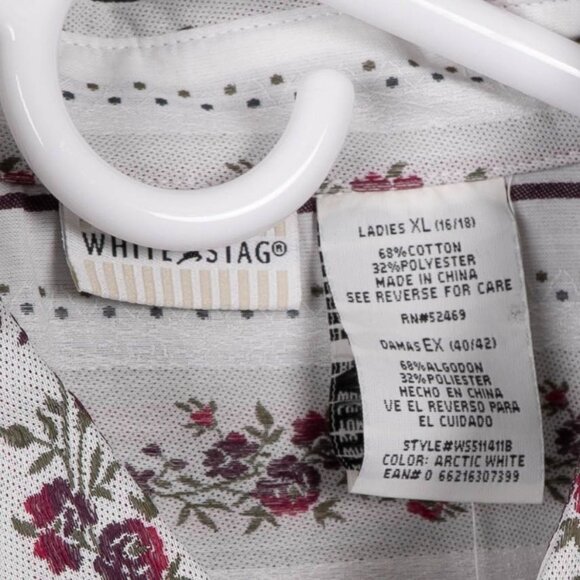 WHITE STAG®
LADIES XL (16/18)
68%COTTON
32%POLYESTER
MADE IN CHINA
SEE REVERSE FOR CARE
RN#52469
DAMAS EX (40/42)
68%ALGODON
32%POLIESTER
HECHO EN CHINA
VE EL REVERSO PARA
EL CUIDADO
STYLE#WS511411B
COLOR: ARCTIC WHITE
EAN# 0 66216307399